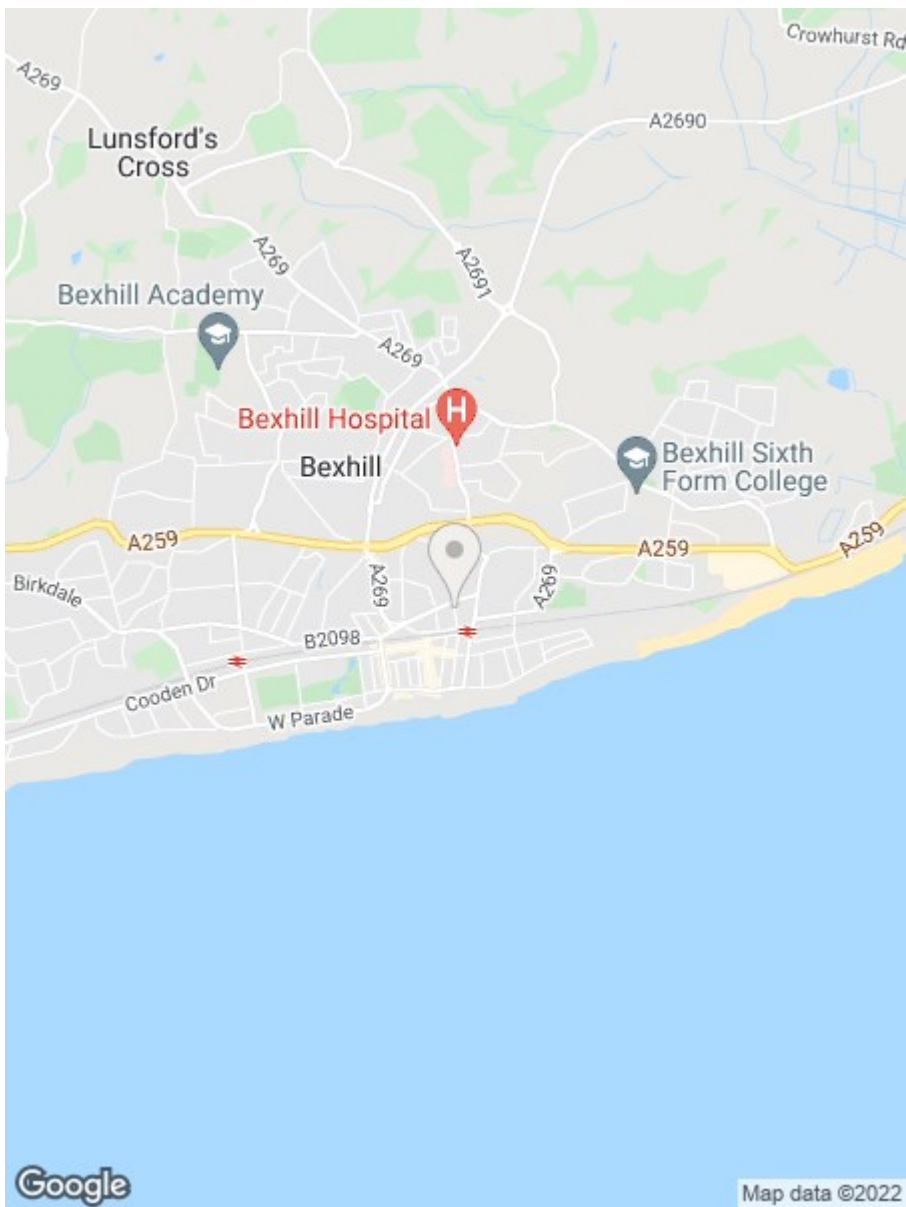 Crowhurst Rd
A269
A2690
Lunsford's
Cross
A269
A2691
Bexhill Academy
A269
Bexhill Hospital
H
Bexhill
Bexhill Sixth
Form College
A259
A259
A259
Birkdale
A269
A269
B2098
Cooden Dr
W Parade
Google
Map data ©2022